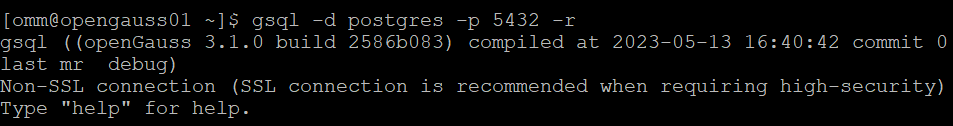 [omm@opengauss01 ~]$ gsql -d postgres -p 5432 -r
gsql ((openGauss 3.1.0 build 2586b083) compiled at 2023-05-13 16:40:42 commit 0
last mr  debug)
Non-SSL connection (SSL connection is recommended when requiring high-security)
Type "help" for help.